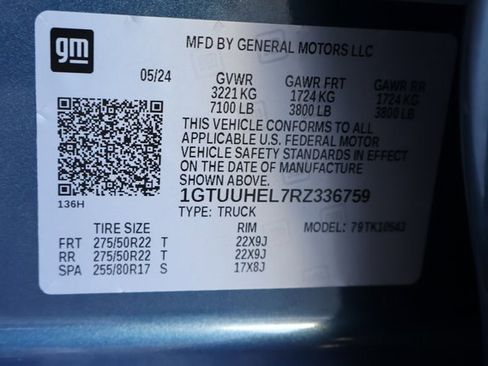 gm
MFD BY GENERAL MOTORS LLC
05/24 GVWR GAWR FRT GAWR RR
3221 KG 1724 KG 1724 KG
7100 LB 3800 LB 3800 LB
THIS VEHICLE CONFORMS TO ALL
APPLICABLE U.S. FEDERAL MOTOR
VEHICLE SAFETY STANDARDS IN EFFECT
ON THE DATE OF MANUFACTURE
SHOWN ABOVE.
136H
1GTUUHEL7RZ336759
TYPE: TRUCK
TIRE SIZE RIM MODEL: 79TK10543
FRT 275/50R22 T 22X9J
RR 275/50R22 T 22X9J
SPA 255/80R17 S 17X8J